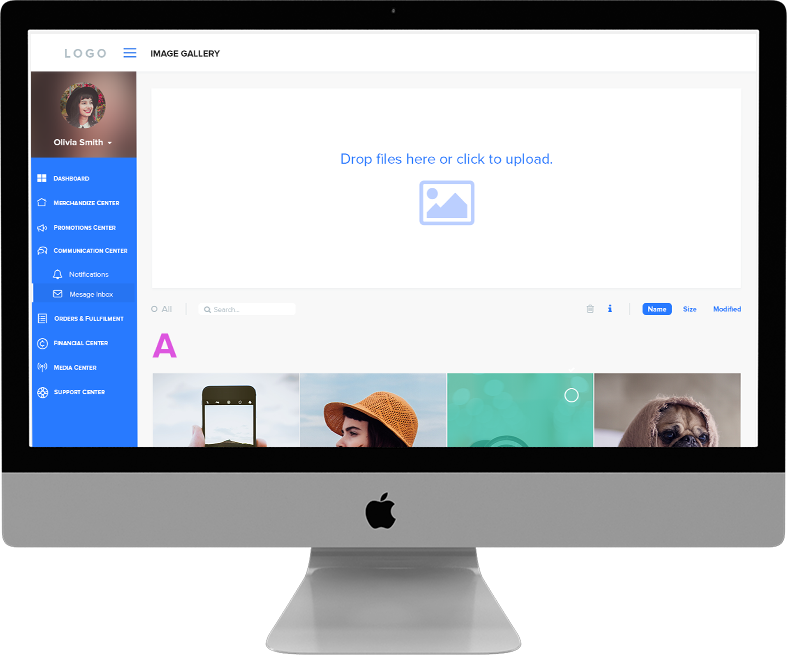 LOGO
IMAGE GALLERY
Olivia Smith
Dashboard
Merchandize Center
Promotions Center
Communication Center
Notifications
Mesage Inbox
Orders & Fullfilment
Financial Center
Media Center
Support Center
Drop files here or click to upload.
All
Search...
Name
Size
Modified
A